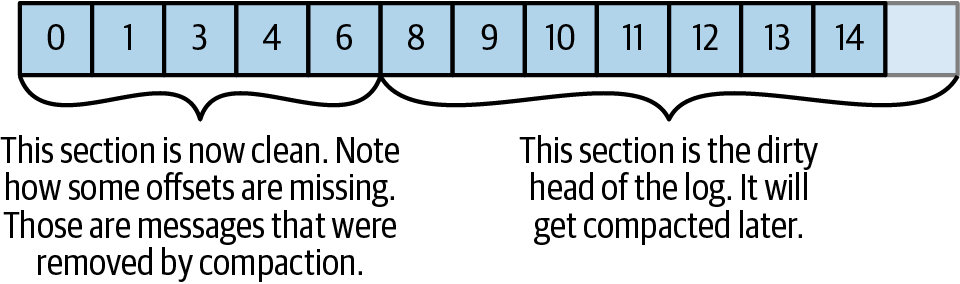 0 1 3 4 6 8 9 10 11 12 13 14
This section is now clean. Note
how some offsets are missing.
Those are messages that were
removed by compaction.
This section is the dirty
head of the log. It will
get compacted later.